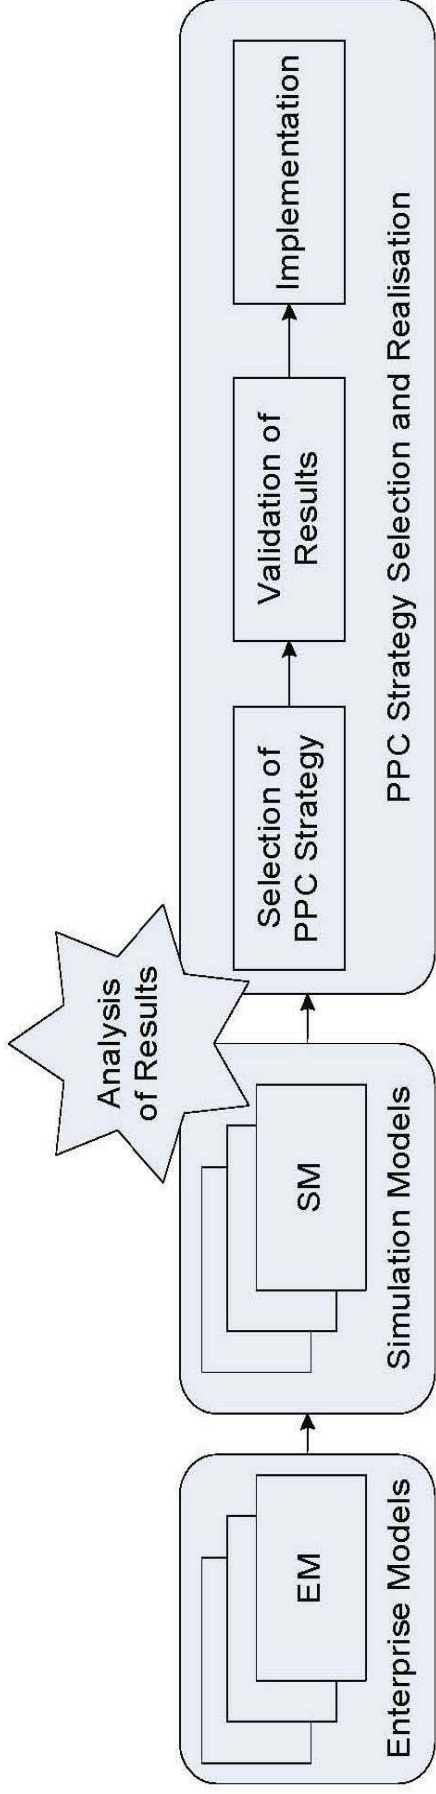 EM
Enterprise Models
SM
Simulation Models
Analysis
of Results
Selection of
PPC Strategy
Validation of
Results
Implementation
PPC Strategy Selection and Realisation